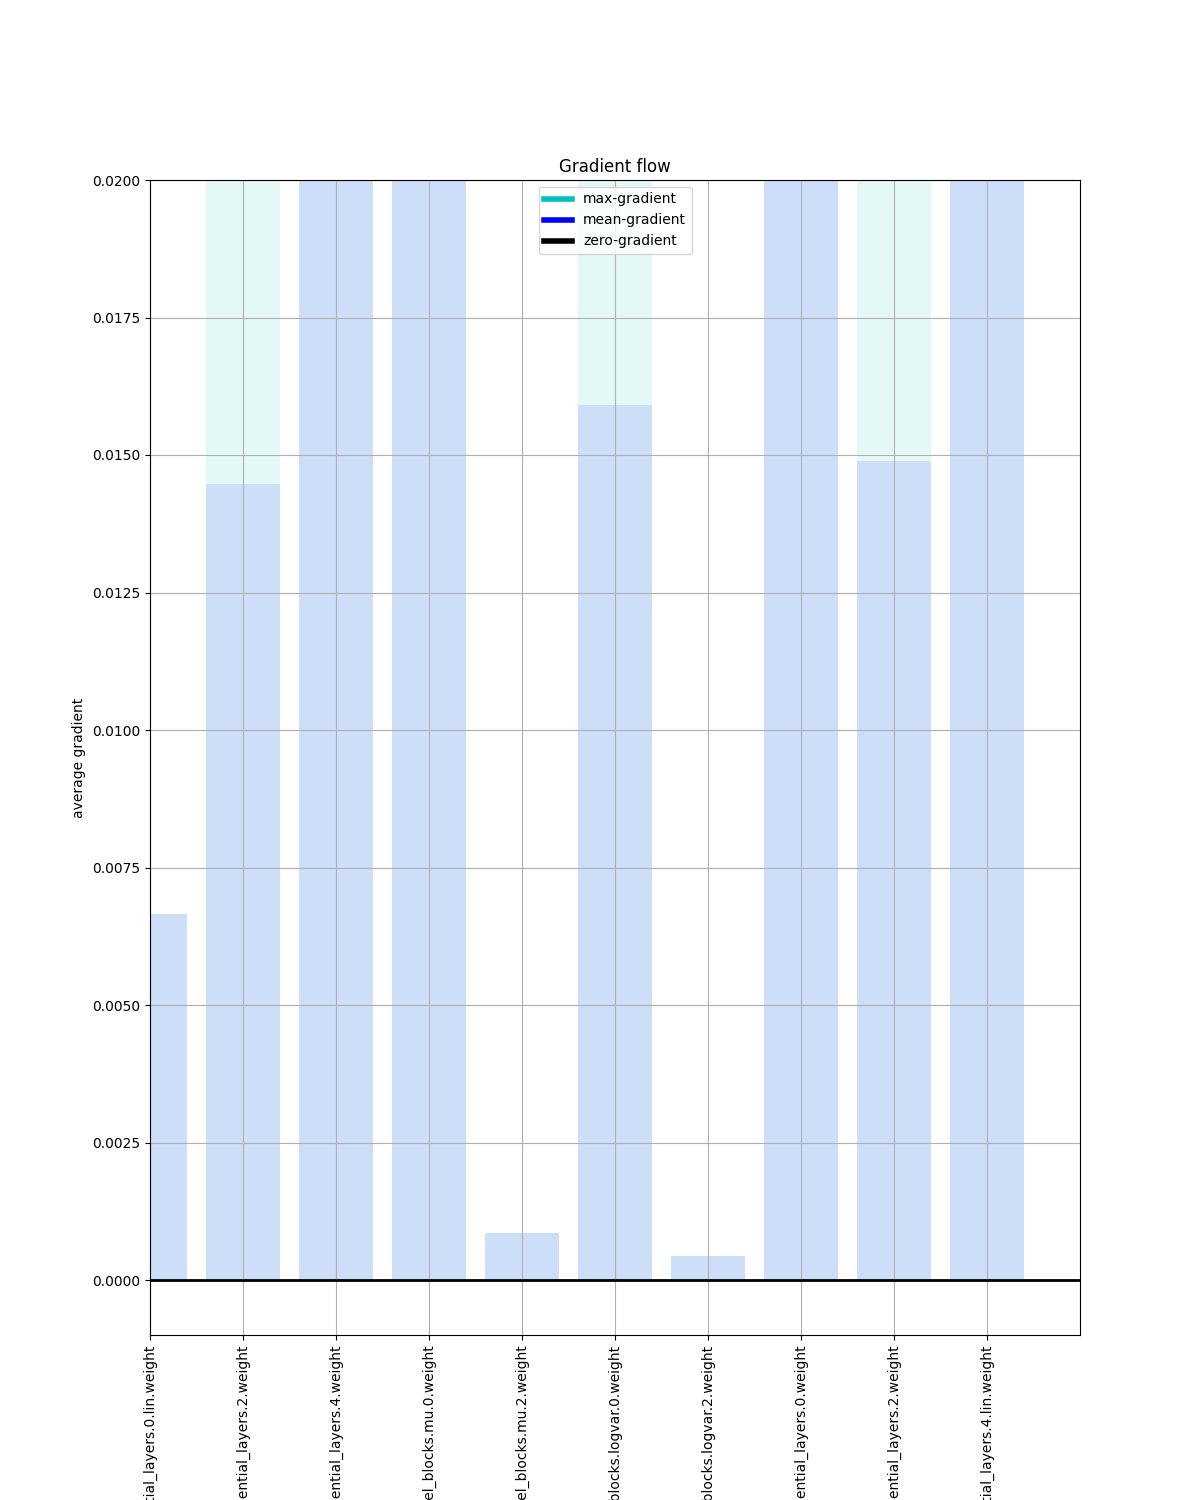 Gradient flow
max-gradient
mean-gradient
zero-gradient
0.0200
0.0175
0.0150
0.0125
0.0100
0.0075
0.0050
0.0025
0.0000
average gradient
tial_layers.0.lin.weight
ential_layers.2.weight
ential_layers.4.weight
el_blocks.mu.0.weight
el_blocks.mu.2.weight
blocks.logvar.0.weight
blocks.logvar.2.weight
ential_layers.0.weight
ential_layers.2.weight
tial_layers.4.lin.weight